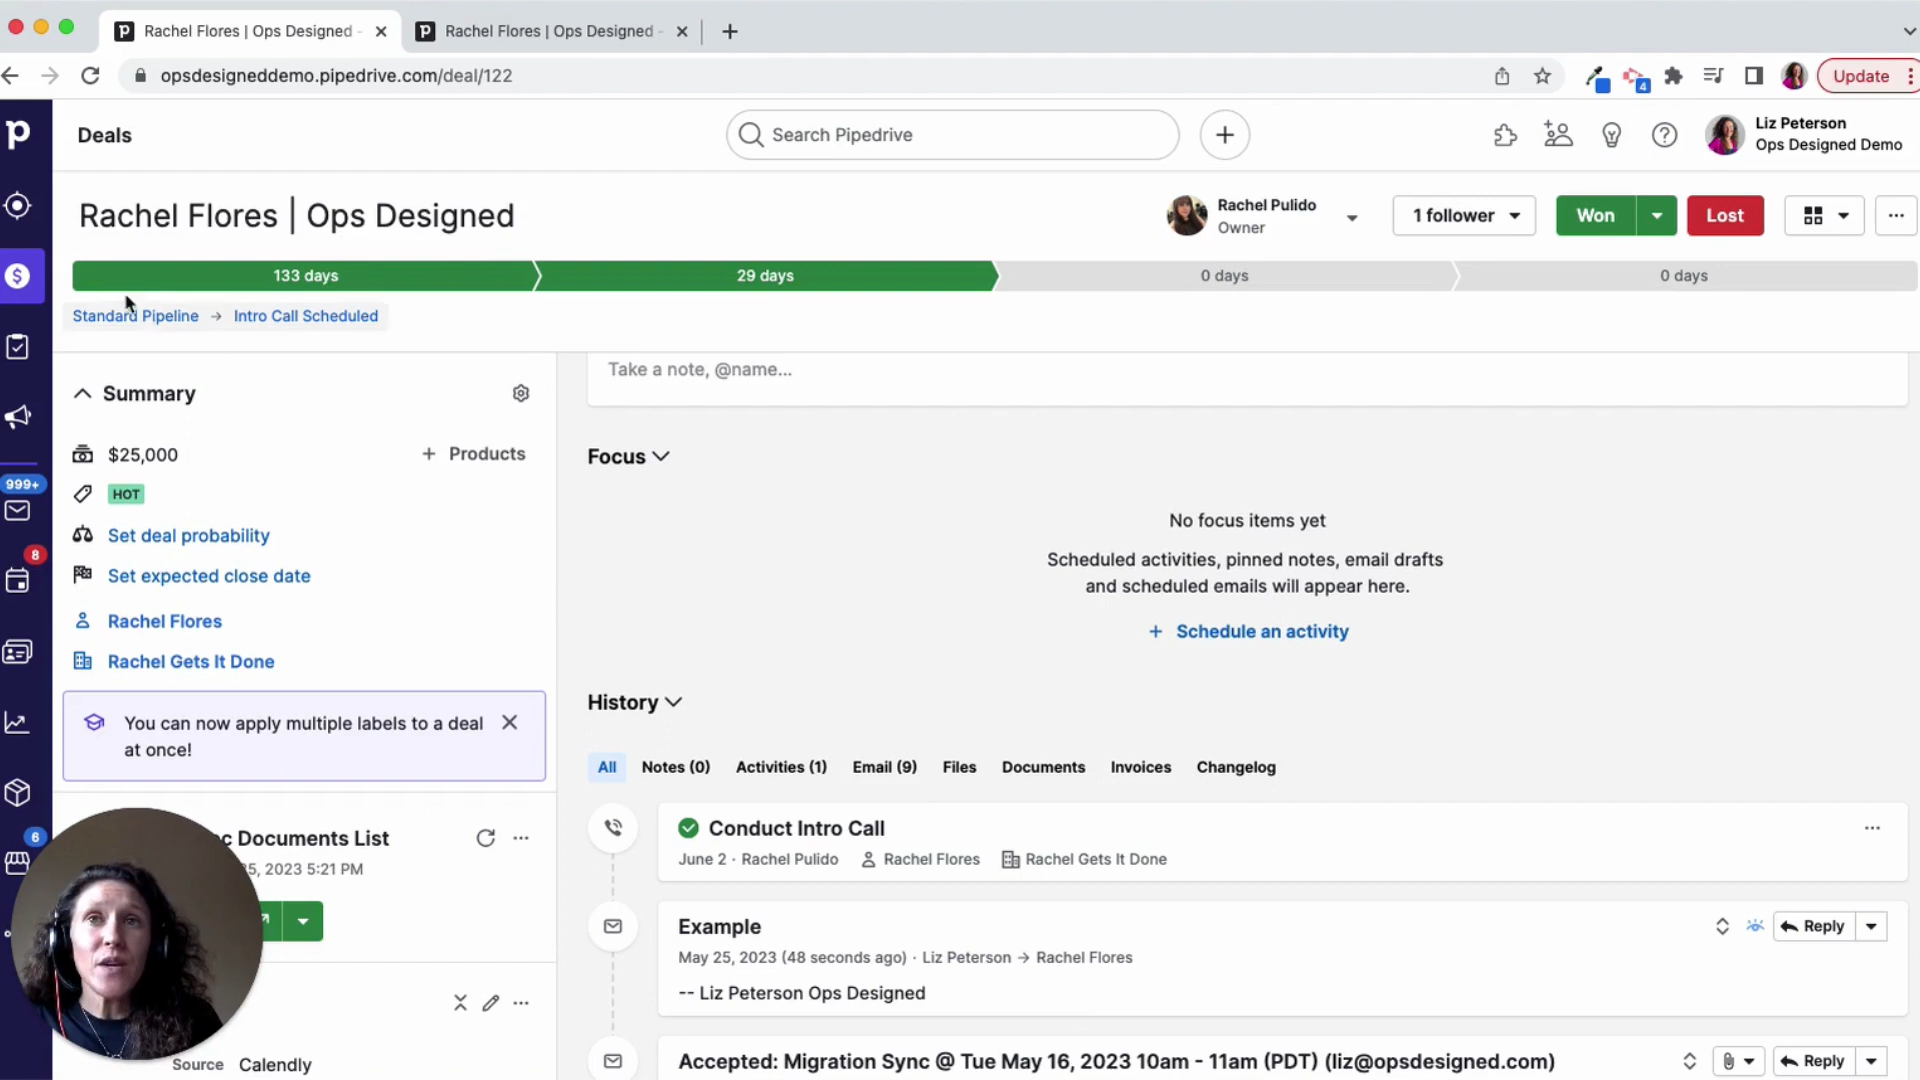 Rachel Flores | Ops Designed -
Rachel Flores | Ops Designed -
opsdesigneddemo.pipedrive.com/deal/122
4
Update
Deals
Search Pipedrive
Liz Peterson
Ops Designed Demo
Rachel Flores | Ops Designed
Rachel Pulido
Owner
1 follower
Won
Lost
133 days
29 days
0 days
0 days
Standard Pipeline → Intro Call Scheduled
Summary
$25,000
+ Products
HOT
Set deal probability
Set expected close date
Rachel Flores
Rachel Gets It Done
You can now apply multiple labels to a deal
at once!
Documents List
2023 5:21 PM
Source Calendly
999+
8
6
Take a note, @name...
Focus
No focus items yet
Scheduled activities, pinned notes, email drafts
and scheduled emails will appear here.
+ Schedule an activity
History
All Notes (0) Activities (1) Email (9) Files Documents Invoices Changelog
Conduct Intro Call
June 2 · Rachel Pulido Rachel Flores Rachel Gets It Done
Example
Reply
May 25, 2023 (48 seconds ago) · Liz Peterson → Rachel Flores
-- Liz Peterson Ops Designed
Accepted: Migration Sync @ Tue May 16, 2023 10am - 11am (PDT) (liz@opsdesigned.com)
Reply